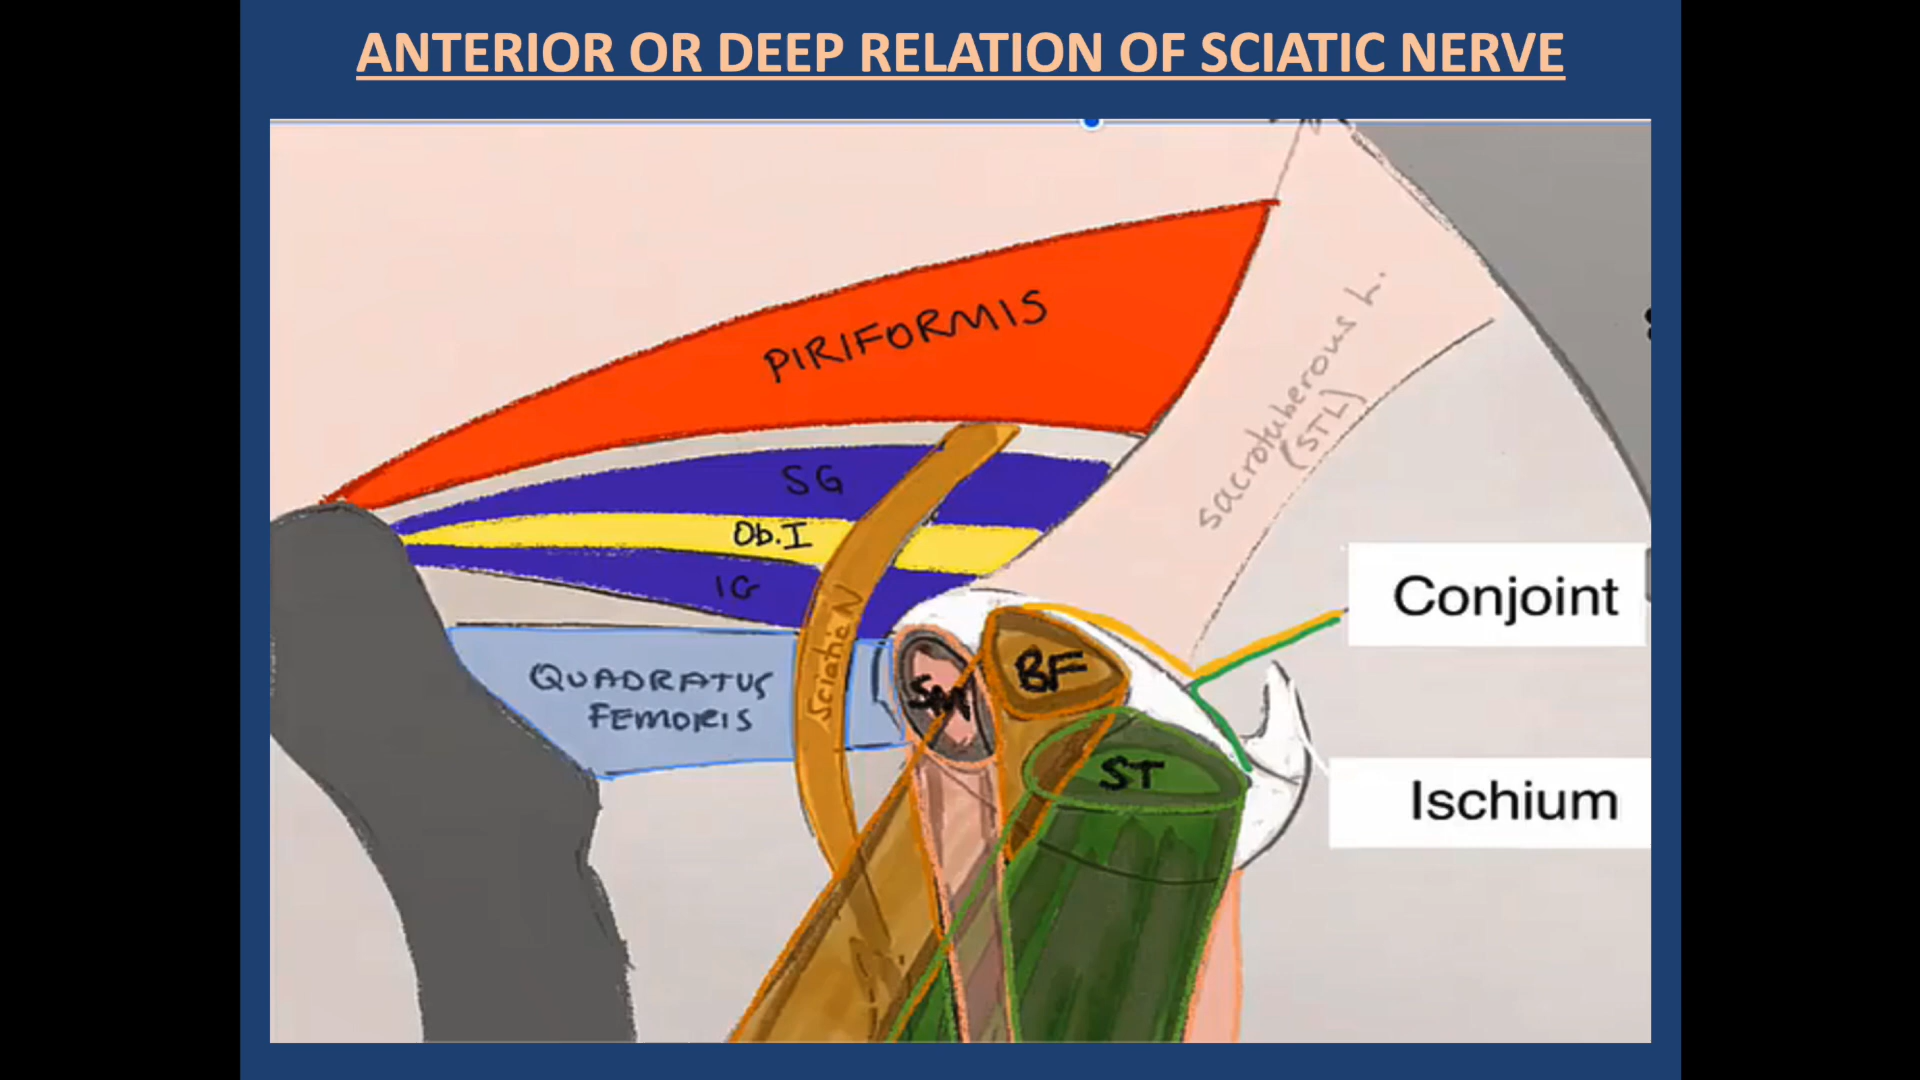 ANTERIOR OR DEEP RELATION OF SCIATIC NERVE
PIRIFORMIS
sacrotuberous L.
(STL)
SG
Ob.I
IG
Sciatic N
QUADRATUS
FEMORIS
SM
BF
ST
Conjoint
Ischium